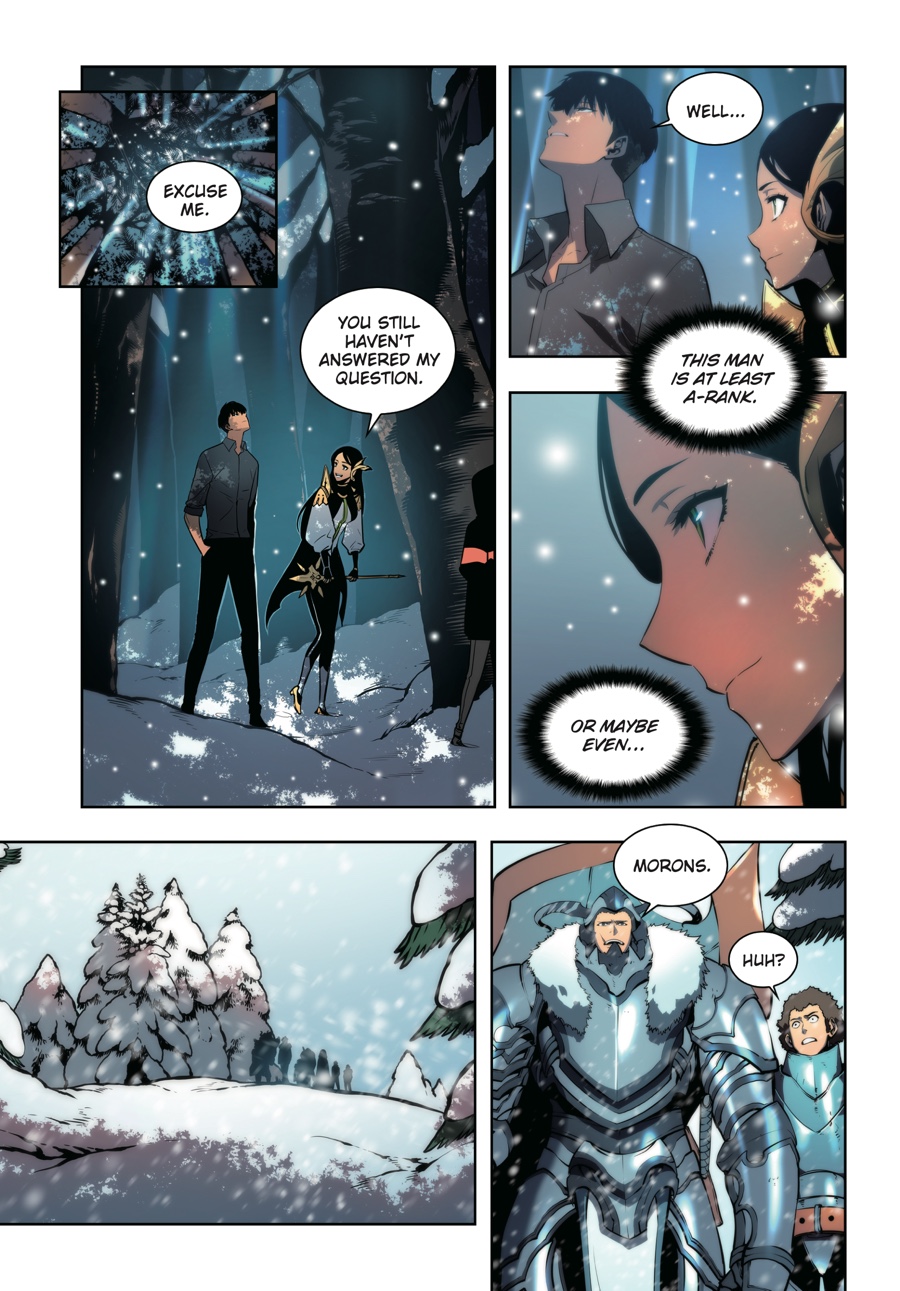 EXCUSE
ME.
YOU STILL
HAVEN'T
ANSWERED MY
QUESTION.
WELL...
THIS MAN
IS AT LEAST
A-RANK.
OR MAYBE
EVEN...
MORONS.
HUH?